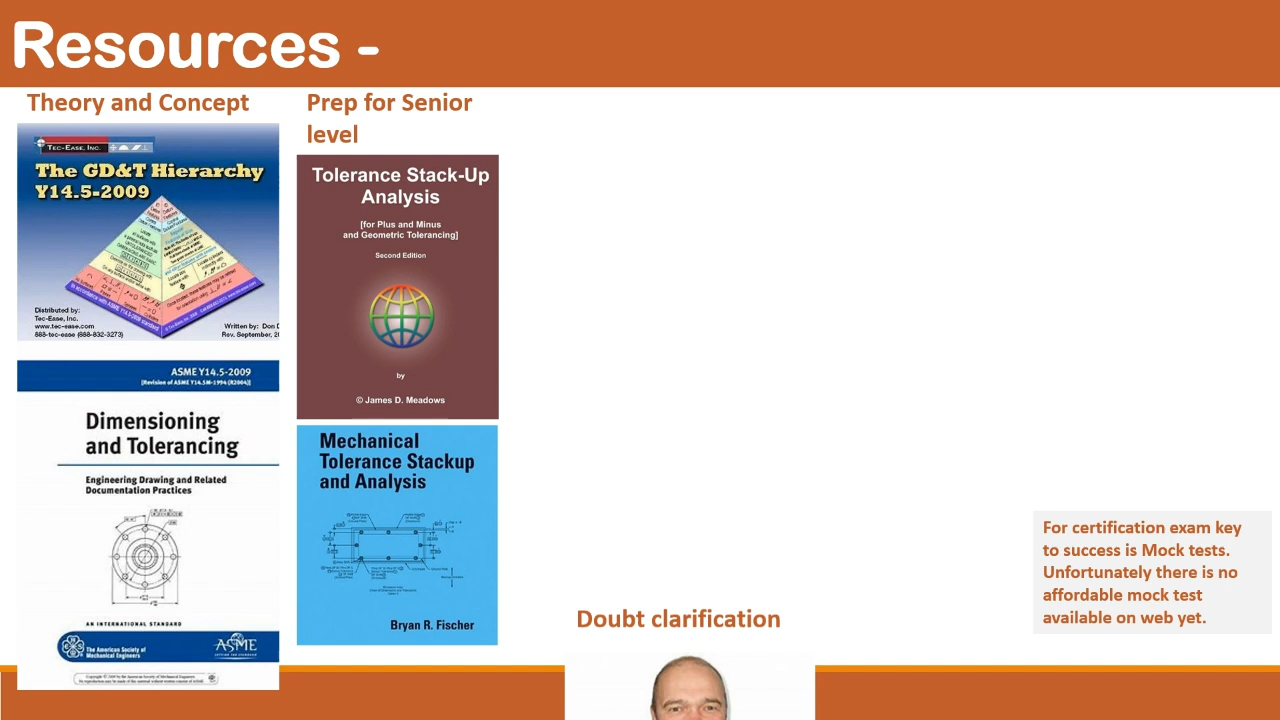 Resources -
Theory and Concept
TEC-EASE, INC.
The GD&T Hierarchy
Y14.5-2009
Distributed by:
Tec-Ease, Inc.
www.tec-ease.com
888-tec-ease (888-832-3273)
Written by: Don
Rev. September,
ASME Y14.5-2009
[Revision of ASME Y14.5M-1994 (R2004)]
Dimensioning
and Tolerancing
Engineering Drawing and Related
Documentation Practices
AN INTERNATIONAL STANDARD
The American Society of
Mechanical Engineers
ASME
Prep for Senior
level
Tolerance Stack-Up
Analysis
[for Plus and Minus
and Geometric Tolerancing]
Second Edition
by
© James D. Meadows
Mechanical
Tolerance Stackup
and Analysis
Bryan R. Fischer
Doubt clarification
For certification exam key
to success is Mock tests.
Unfortunately there is no
affordable mock test
available on web yet.